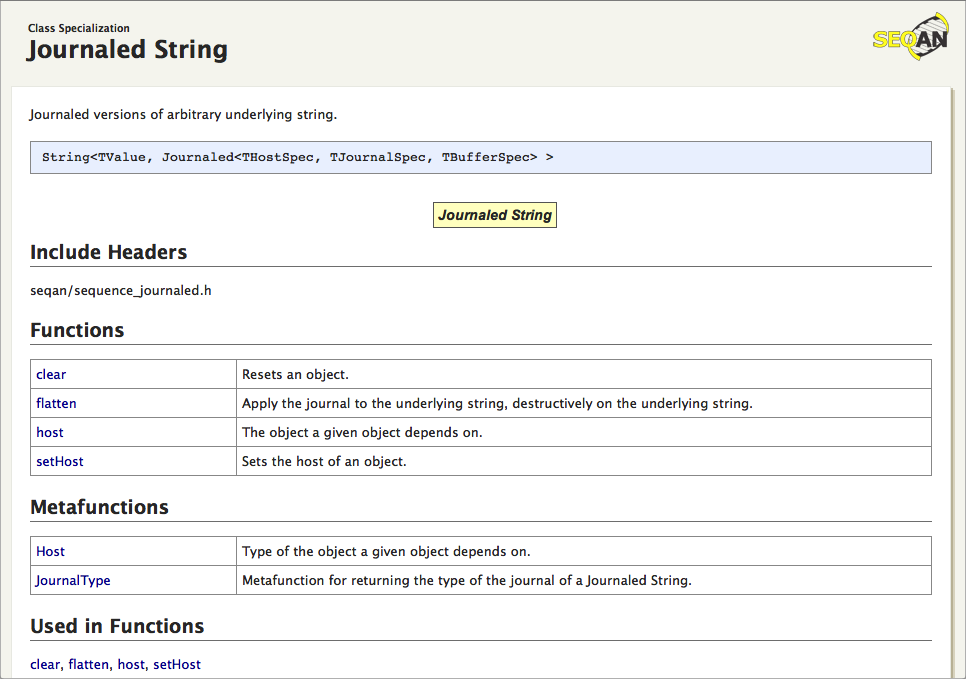 Class Specialization
Journaled String
SEQAN
Journaled versions of arbitrary underlying string.
String<TValue, Journaled<THostSpec, TJournalSpec, TBufferSpec> >
Journaled String
Include Headers
seqan/sequence_journaled.h
Functions
clear Resets an object.
flatten Apply the journal to the underlying string, destructively on the underlying string.
host The object a given object depends on.
setHost Sets the host of an object.
Metafunctions
Host Type of the object a given object depends on.
JournalType Metafunction for returning the type of the journal of a Journaled String.
Used in Functions
clear, flatten, host, setHost